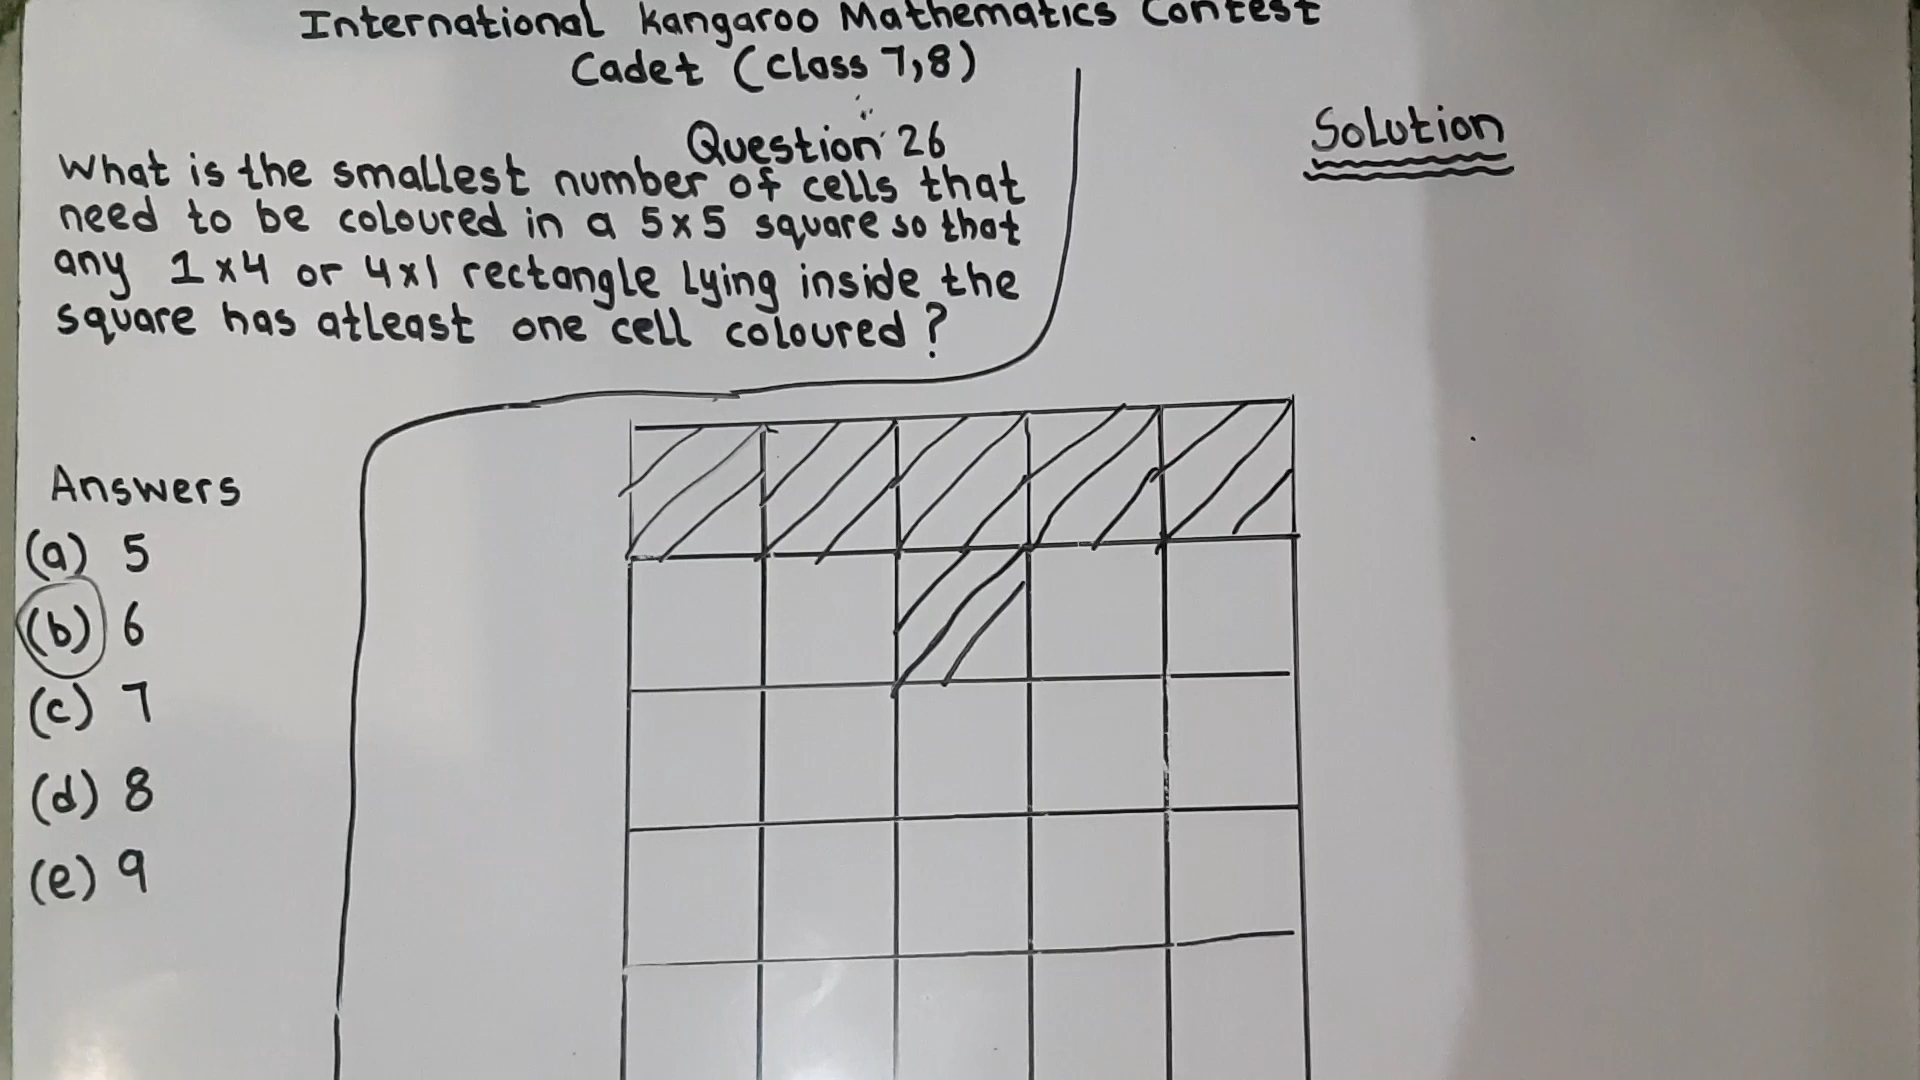 International Kangaroo Mathematics Contest
Cadet (Class 7,8)
Question 26
What is the smallest number of cells that
need to be coloured in a 5x5 square so that
any 1x4 or 4x1 rectangle lying inside the
square has atleast one cell coloured?
Answers
(a) 5
(b) 6
(c) 7
(d) 8
(e) 9
Solution